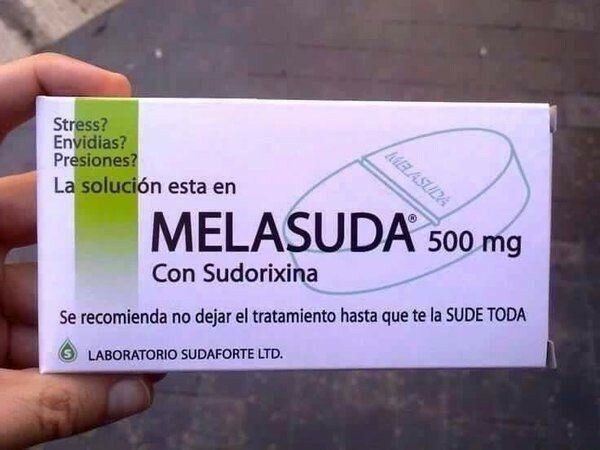 Stress?
Envidias?
Presiones?
La solución esta en
MELASUDA
MELASUDA® 500 mg
Con Sudorixina
Se recomienda no dejar el tratamiento hasta que te la SUDE TODA
S LABORATORIO SUDAFORTE LTD.